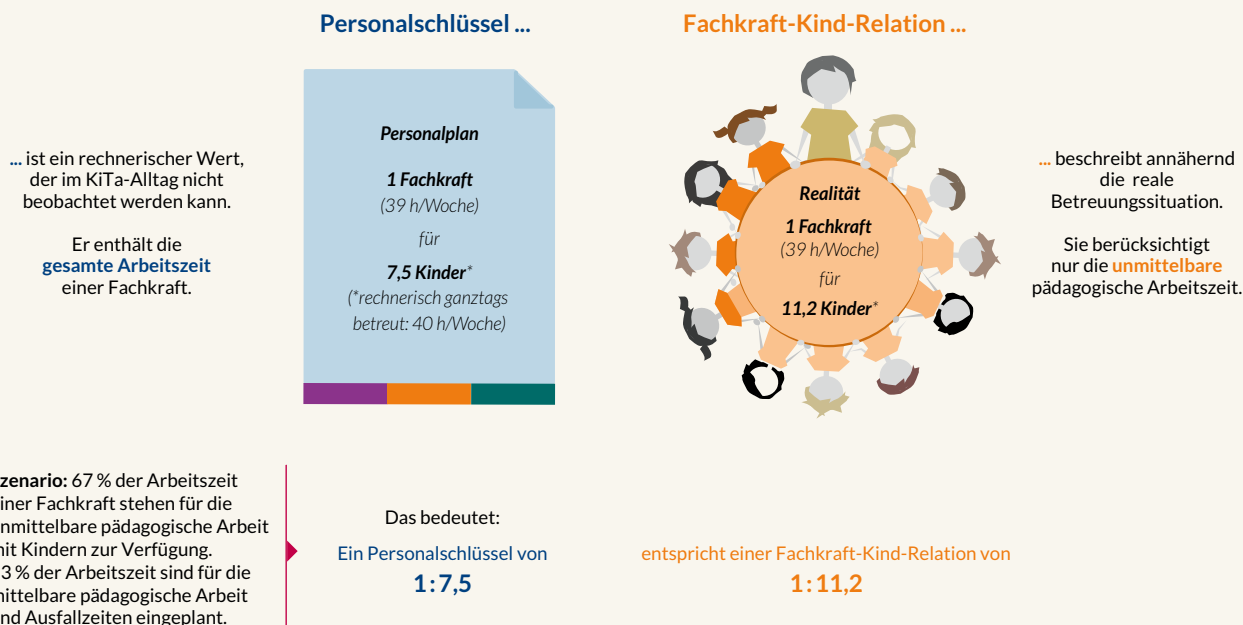 Personalschlüssel ...
... ist ein rechnerischer Wert,
der im KiTa-Alltag nicht
beobachtet werden kann.
Er enthält die
gesamte Arbeitszeit
einer Fachkraft.
Personalplan
1 Fachkraft
(39 h/Woche)
für
7,5 Kinder*
(*rechnerisch ganztags
betreut: 40 h/Woche)
Fachkraft-Kind-Relation ...
Realität
1 Fachkraft
(39 h/Woche)
für
11,2 Kinder*
... beschreibt annähernd
die reale
Betreuungssituation.
Sie berücksichtigt
nur die unmittelbare
pädagogische Arbeitszeit.
zenario: 67 % der Arbeitszeit
iner Fachkraft stehen für die
nmittelbare pädagogische Arbeit
it Kindern zur Verfügung.
3 % der Arbeitszeit sind für die
ittelbare pädagogische Arbeit
nd Ausfallzeiten eingeplant.
Das bedeutet:
Ein Personalschlüssel von
1:7,5
entspricht einer Fachkraft-Kind-Relation von
1:11,2